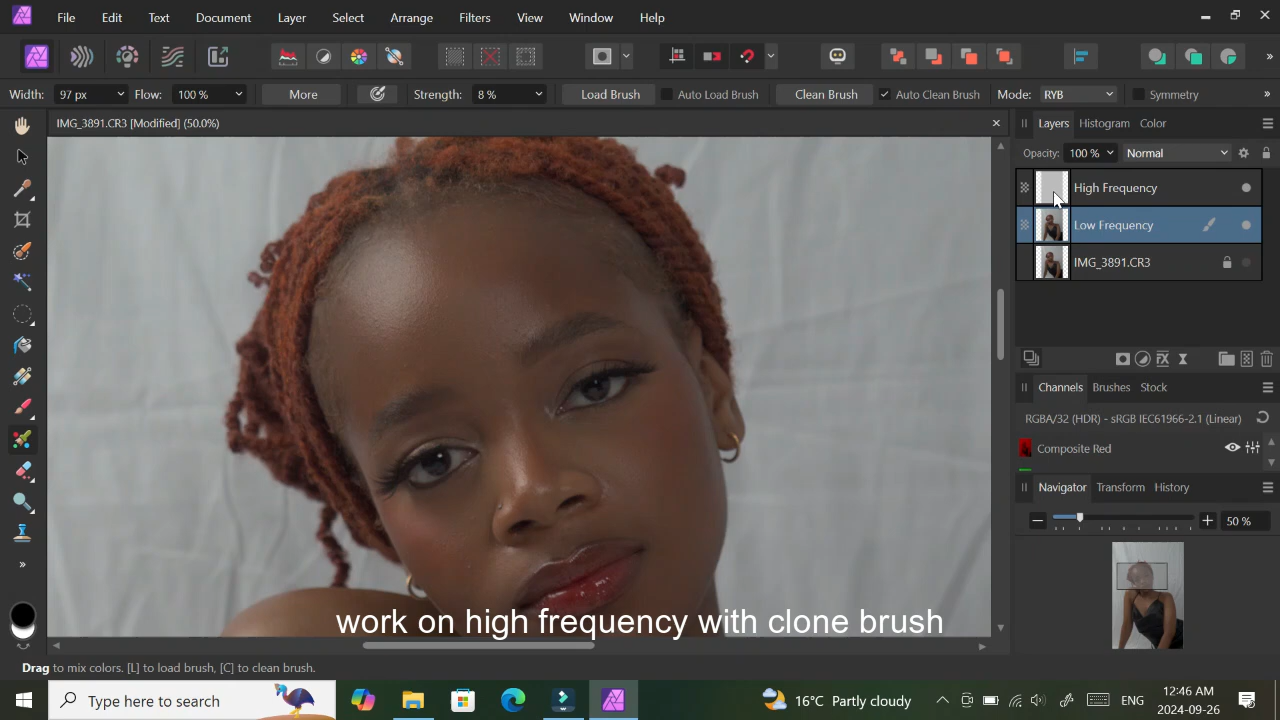 File Edit Text Document Layer Select Arrange Filters View Window Help
Width: 97 px Flow: 100 % More Strength: 8 % Load Brush Auto Load Brush Clean Brush Auto Clean Brush Mode: RYB Symmetry
IMG_3891.CR3 [Modified] (50.0%)
Layers Histogram Color
Opacity: 100 % Normal
High Frequency
Low Frequency
IMG_3891.CR3
Channels Brushes Stock
RGBA/32 (HDR) - sRGB IEC61966-2.1 (Linear)
Composite Red
Navigator Transform History
50 %
work on high frequency with clone brush
Drag to mix colors. [L] to load brush, [C] to clean brush.
Type here to search
16°C Partly cloudy
ENG
2024-09-26